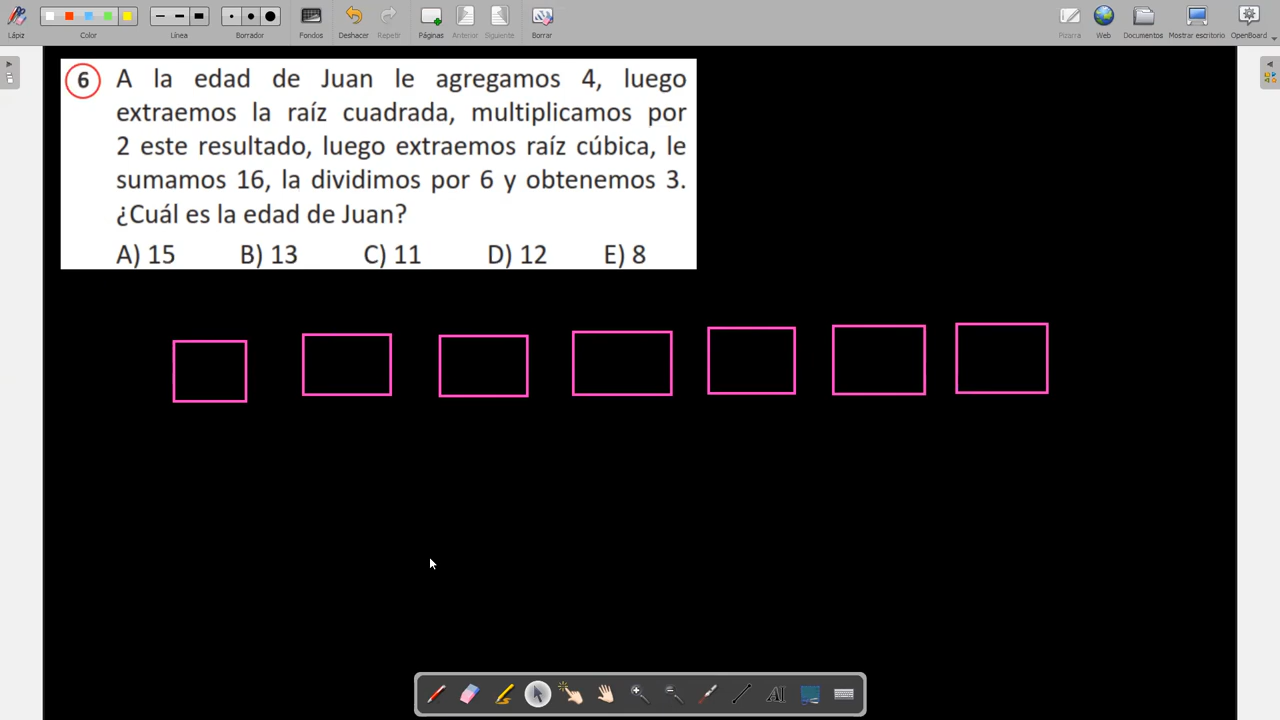 Lápiz
Color
Línea
Borrador
Fondos
Deshacer
Repetir
Páginas
Anterior
Siguiente
Borrar
Pizarra
Web
Documentos
Mostrar escritorio
OpenBoard
6 A la edad de Juan le agregamos 4, luego
extraemos la raíz cuadrada, multiplicamos por
2 este resultado, luego extraemos raíz cúbica, le
sumamos 16, la dividimos por 6 y obtenemos 3.
¿Cuál es la edad de Juan?
A) 15 B) 13 C) 11 D) 12 E) 8
AI